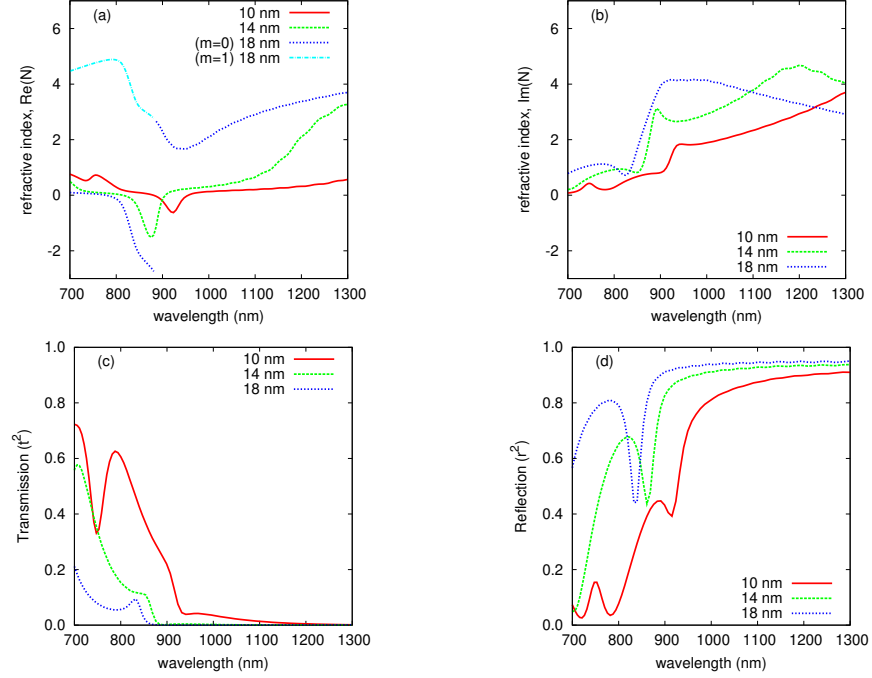 (a)
10 nm
14 nm
(m=0) 18 nm
(m=1) 18 nm
refractive index, Re(N)
6
4
2
0
-2
700 800 900 1000 1100 1200 1300
wavelength (nm)
(b)
refractive index, Im(N)
6
4
2
0
-2
10 nm
14 nm
18 nm
700 800 900 1000 1100 1200 1300
wavelength (nm)
(c)
10 nm
14 nm
18 nm
Transmission (t²)
1.0
0.8
0.6
0.4
0.2
0.0
700 800 900 1000 1100 1200 1300
wavelength (nm)
(d)
Reflection (r²)
1.0
0.8
0.6
0.4
0.2
0.0
10 nm
14 nm
18 nm
700 800 900 1000 1100 1200 1300
wavelength (nm)